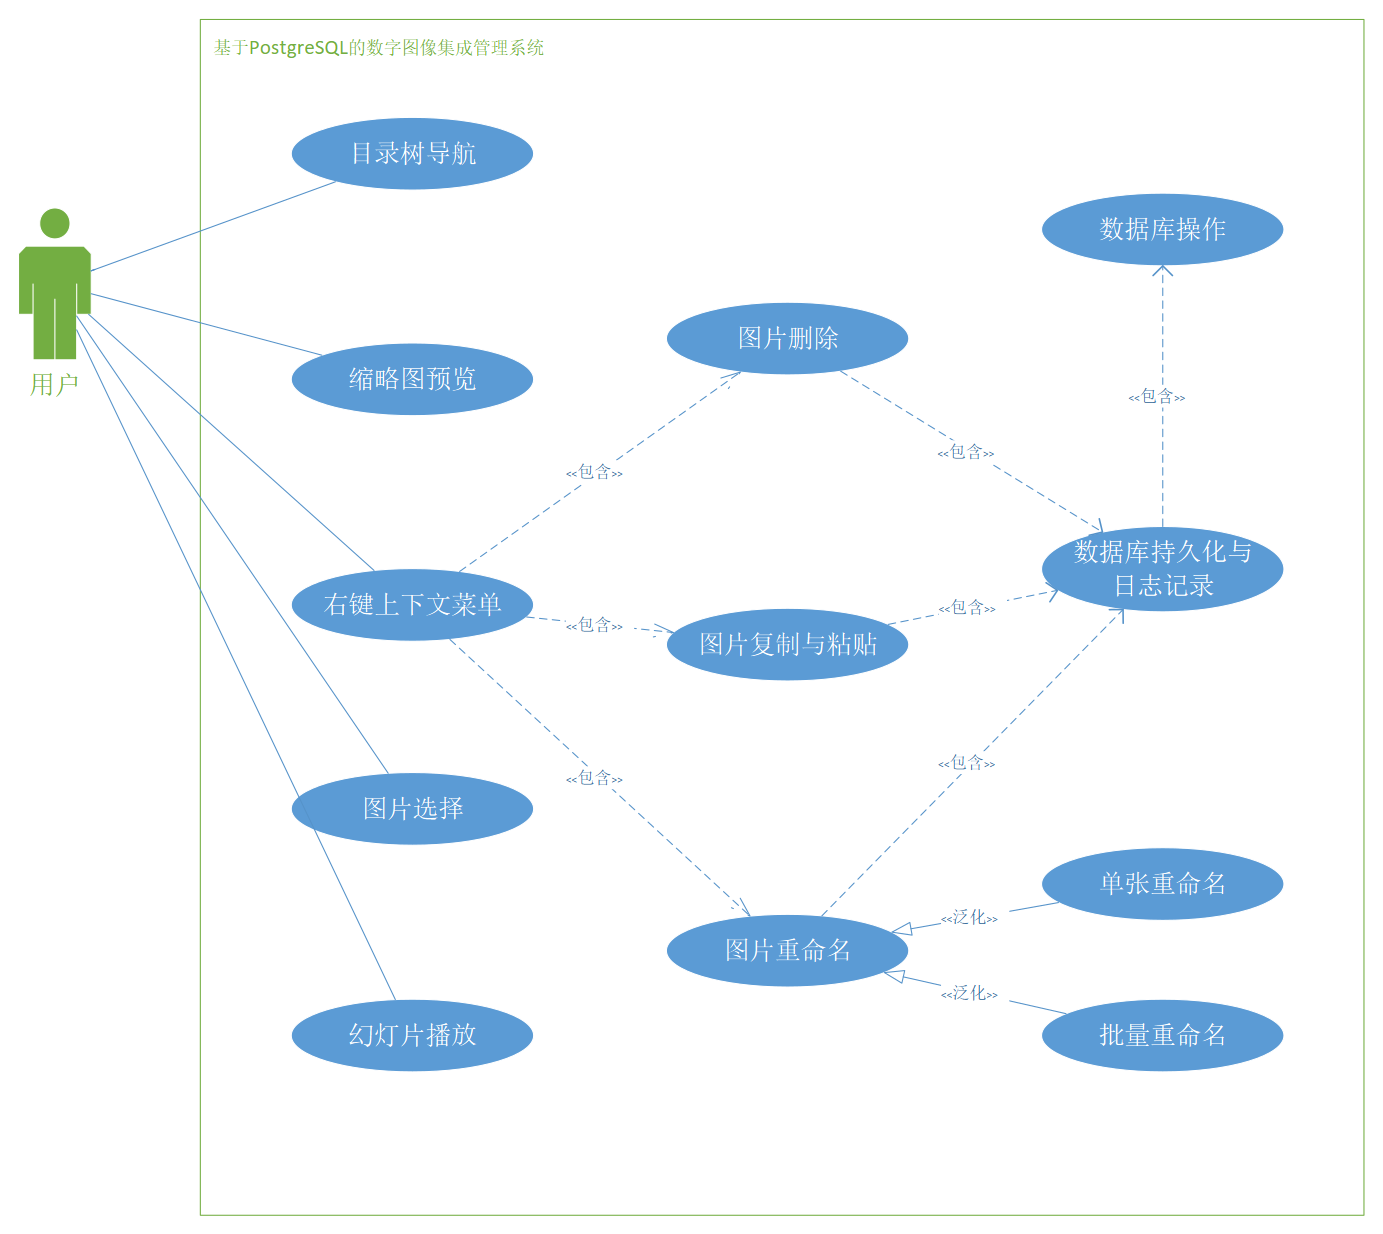 基于PostgreSQL的数字图像集成管理系统
目录树导航
数据库操作
图片删除
缩略图预览
用户
<<包含>>
<<包含>>
<<包含>>
数据库持久化与
日志记录
右键上下文菜单
<<包含>>
<<包含>>
图片复制与粘贴
<<包含>>
<<包含>>
图片选择
单张重命名
<<泛化>>
图片重命名
<<泛化>>
幻灯片播放
批量重命名